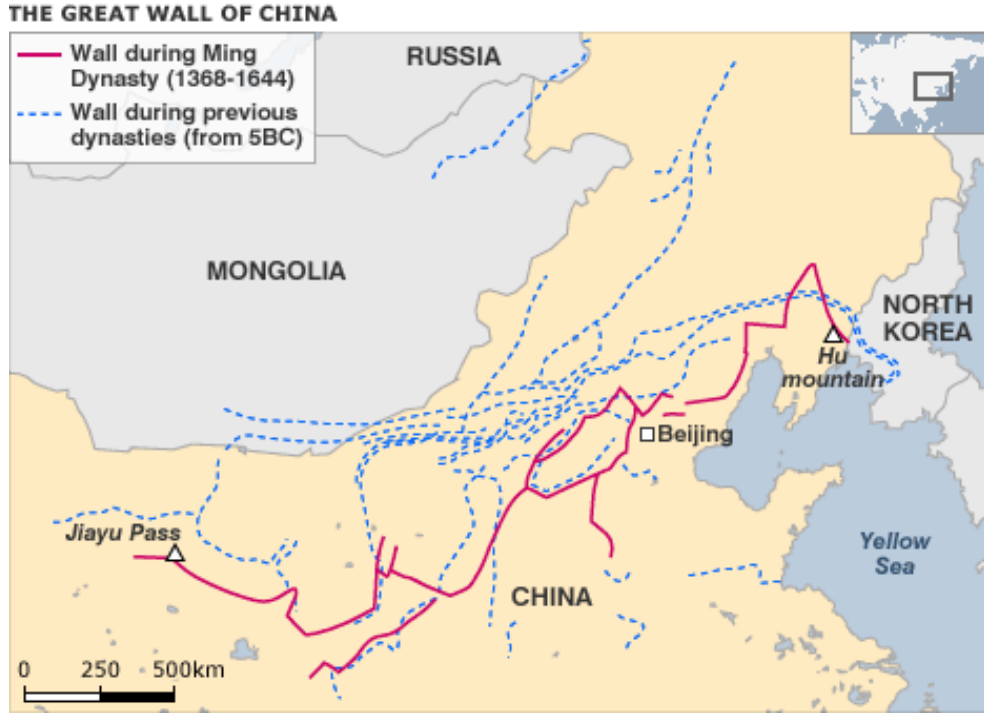 THE GREAT WALL OF CHINA
Wall during Ming
Dynasty (1368-1644)
Wall during previous
dynasties (from 5BC)
RUSSIA
MONGOLIA
NORTH
KOREA
Hu
mountain
Beijing
Jiayu Pass
Yellow
Sea
CHINA
0 250 500km